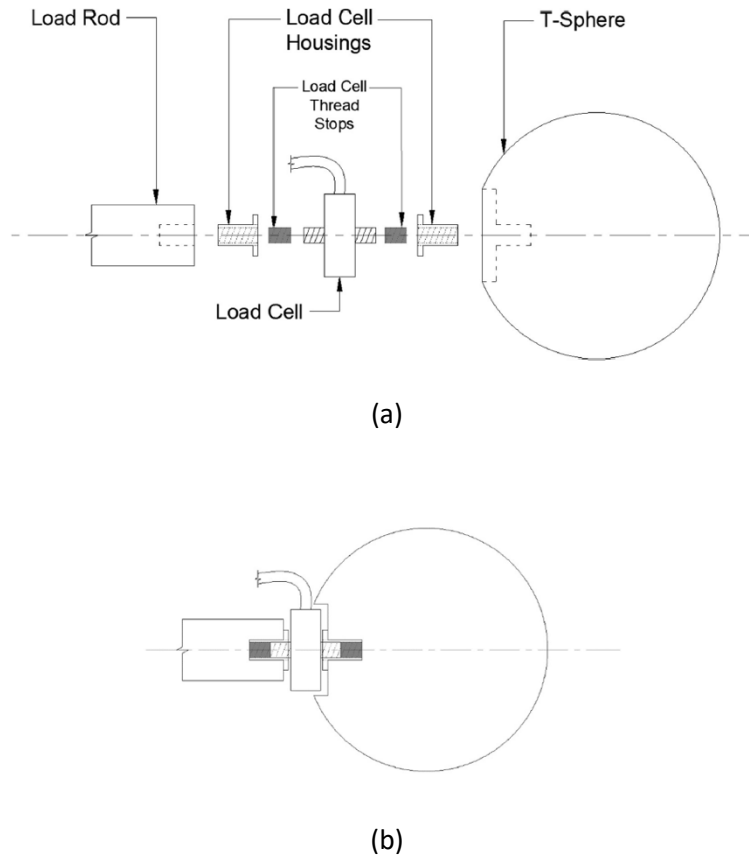 Load Rod
Load Cell
Housings
T-Sphere
Load Cell
Thread
Stops
Load Cell
(a)
(b)